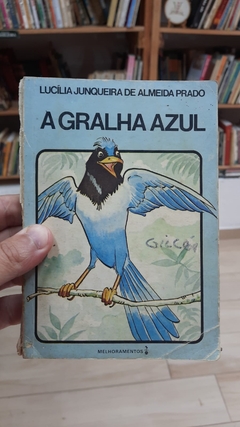 LUCÍLIA JUNQUEIRA DE ALMEIDA PRADO
A GRALHA AZUL
MELHORAMENTOS